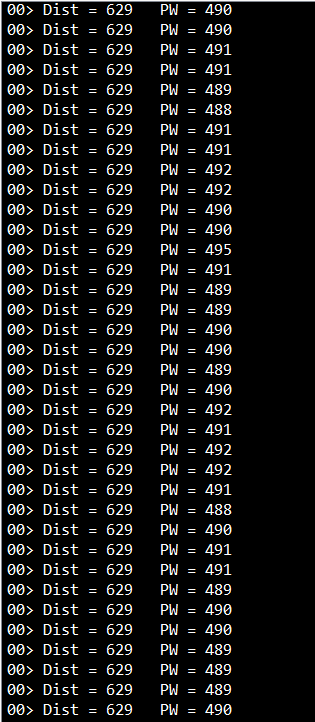 00> Dist = 629   PW = 490
00> Dist = 629   PW = 490
00> Dist = 629   PW = 491
00> Dist = 629   PW = 491
00> Dist = 629   PW = 489
00> Dist = 629   PW = 488
00> Dist = 629   PW = 491
00> Dist = 629   PW = 491
00> Dist = 629   PW = 492
00> Dist = 629   PW = 492
00> Dist = 629   PW = 490
00> Dist = 629   PW = 490
00> Dist = 629   PW = 495
00> Dist = 629   PW = 491
00> Dist = 629   PW = 489
00> Dist = 629   PW = 489
00> Dist = 629   PW = 490
00> Dist = 629   PW = 490
00> Dist = 629   PW = 489
00> Dist = 629   PW = 490
00> Dist = 629   PW = 492
00> Dist = 629   PW = 491
00> Dist = 629   PW = 492
00> Dist = 629   PW = 492
00> Dist = 629   PW = 491
00> Dist = 629   PW = 488
00> Dist = 629   PW = 490
00> Dist = 629   PW = 491
00> Dist = 629   PW = 491
00> Dist = 629   PW = 489
00> Dist = 629   PW = 490
00> Dist = 629   PW = 490
00> Dist = 629   PW = 489
00> Dist = 629   PW = 489
00> Dist = 629   PW = 489
00> Dist = 629   PW = 490